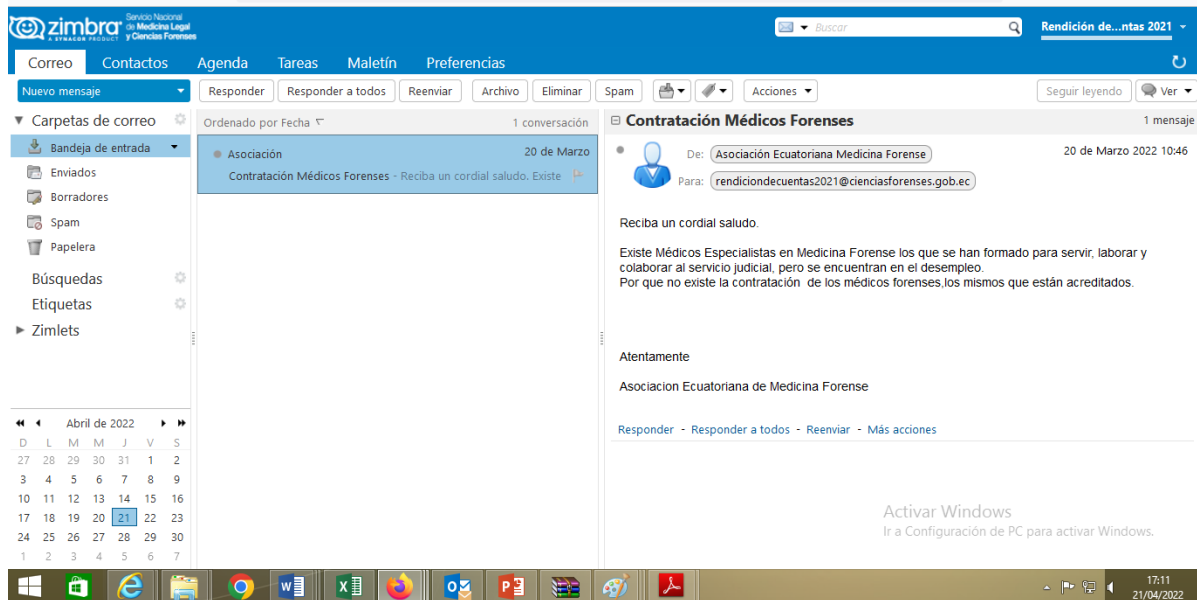 zimbra
A SYNACOR PRODUCT
Servicio Nacional
de Medicina Legal
y Ciencias Forenses
Buscar
Rendición de...ntas 2021
Correo Contactos Agenda Tareas Maletín Preferencias
Nuevo mensaje
Responder Responder a todos Reenviar Archivo Eliminar Spam Acciones Seguir leyendo Ver
Carpetas de correo
Bandeja de entrada
Enviados
Borradores
Spam
Papelera
Búsquedas
Etiquetas
Zimlets
Abril de 2022
D L M M J V S
27 28 29 30 31 1 2
3 4 5 6 7 8 9
10 11 12 13 14 15 16
17 18 19 20 21 22 23
24 25 26 27 28 29 30
1 2 3 4 5 6 7
Ordenado por Fecha 1 conversación
Asociación 20 de Marzo
Contratación Médicos Forenses - Reciba un cordial saludo. Existe
Contratación Médicos Forenses 1 mensaje
De: Asociación Ecuatoriana Medicina Forense 20 de Marzo 2022 10:46
Para: rendiciondecuentas2021@cienciasforenses.gob.ec
Reciba un cordial saludo.
Existe Médicos Especialistas en Medicina Forense los que se han formado para servir, laborar y
colaborar al servicio judicial, pero se encuentran en el desempleo.
Por que no existe la contratación de los médicos forenses,los mismos que están acreditados.
Atentamente
Asociacion Ecuatoriana de Medicina Forense
Responder - Responder a todos - Reenviar - Más acciones
Activar Windows
Ir a Configuración de PC para activar Windows.
17:11
21/04/2022